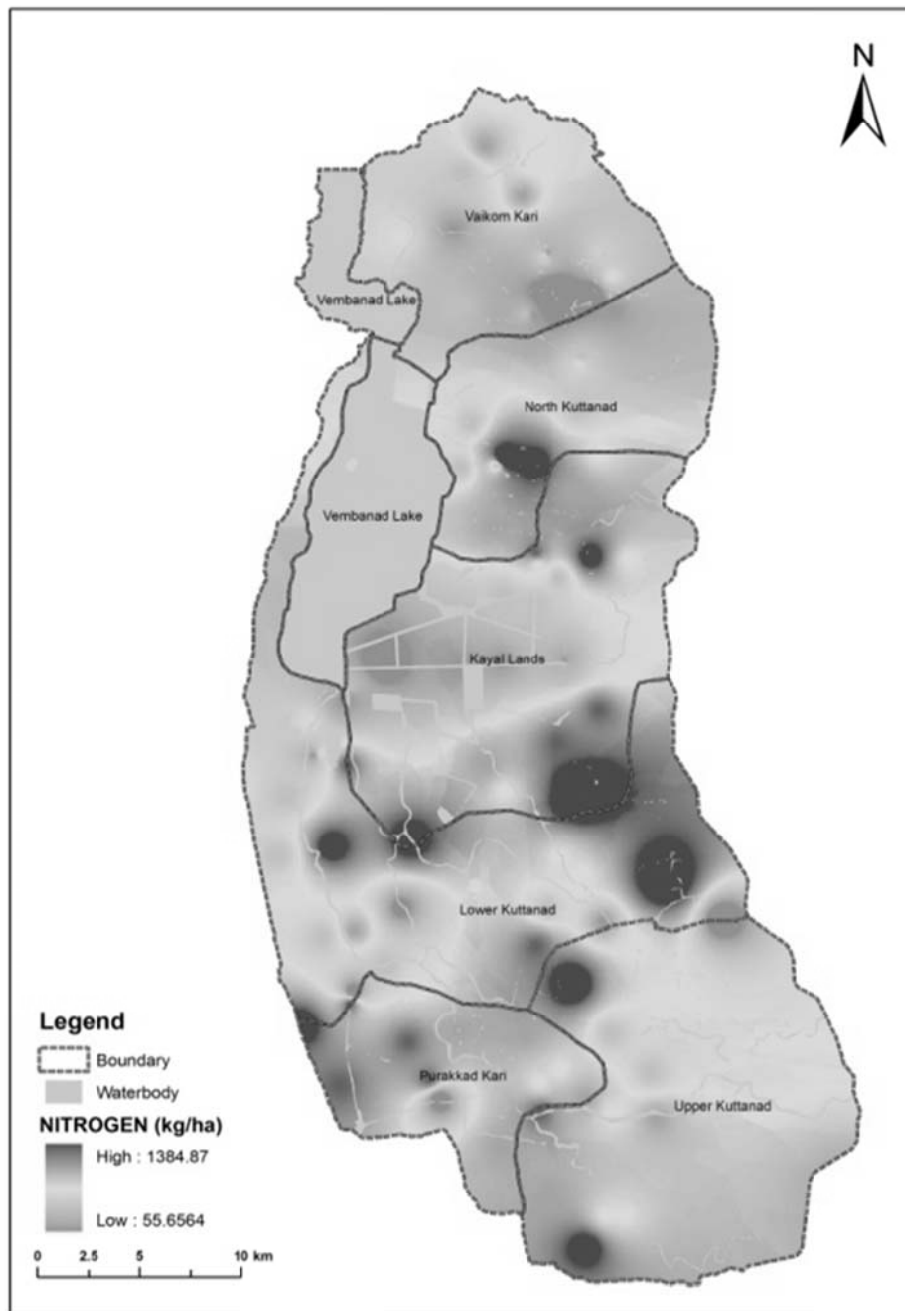 N
Vaikom Kari
Vembanad Lake
North Kuttanad
Vembanad Lake
Kayal Lands
Lower Kuttanad
Purakkad Kari
Upper Kuttanad
Legend
Boundary
Waterbody
NITROGEN (kg/ha)
High : 1384.87
Low : 55.6564
0 2.5 5 10 km